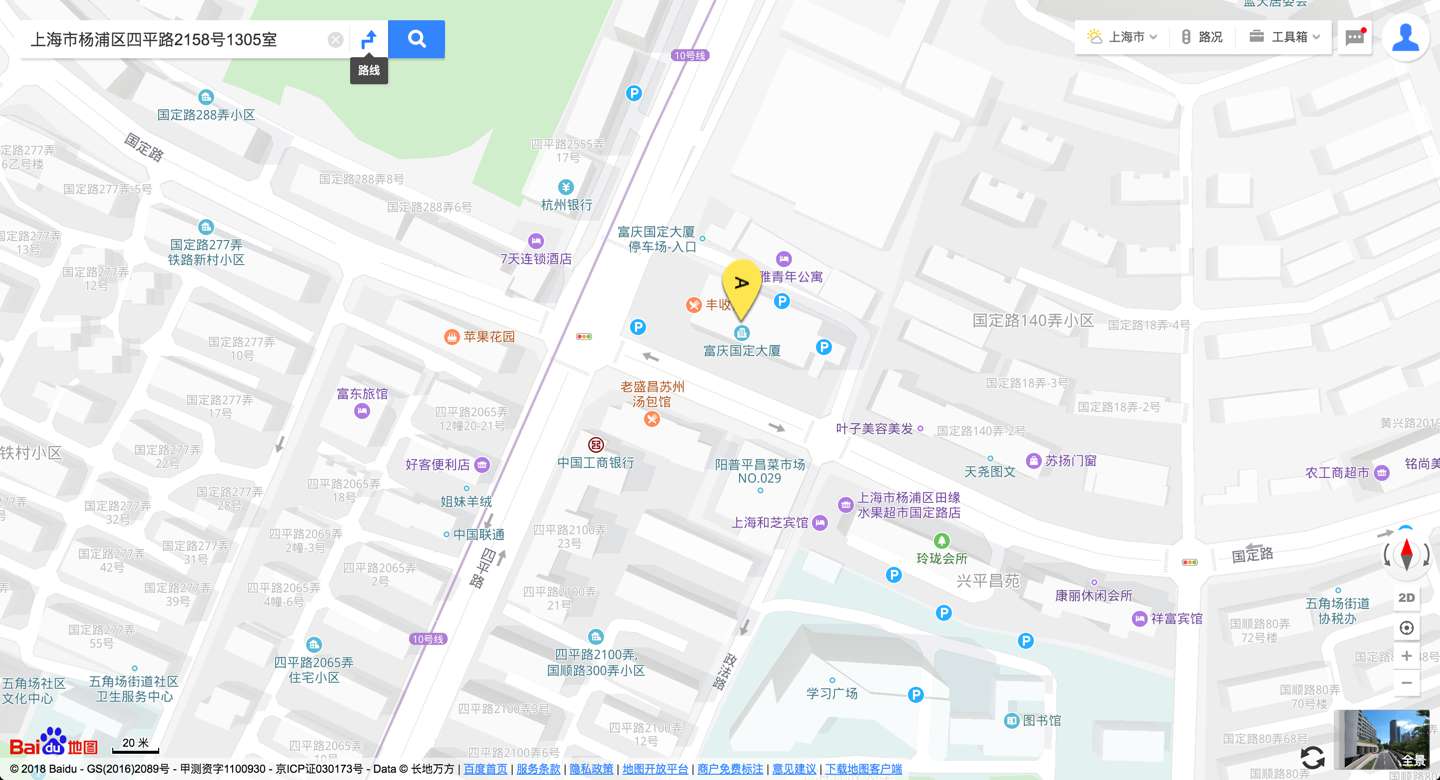 蓝天居委会
上海市杨浦区四平路2158号1305室
路线
上海市
路况
工具箱
10号线
国定路288弄小区
国定路
四平路2555弄
17号
国定路277弄
6乙号楼
国定路277弄-5号
国定路288弄8号
国定路288弄6号
杭州银行
国定路277弄
13号
国定路277弄
铁路新村小区
7天连锁酒店
富庆国定大厦
停车场-入口
雅青年公寓
国定路277弄
12号
A
丰收
富庆国定大厦
国定路140弄小区
国定路18弄-4号
苹果花园
国定路277弄
10号
老盛昌苏州
汤包馆
国定路18弄-3号
国定路18弄-2号
富东旅馆
国定路277弄
17号
四平路2065弄
12幢20-21号
叶子美容美发
国定路140弄-2号
铁村小区
国定路277弄
22号
好客便利店
中国工商银行
阳普平昌菜市场
NO.029
天尧图文
苏扬门窗
农工商超市
铭尚美
四平路2065弄
18号
国定路277弄
28号
国定路277弄
32号
姐妹羊绒
上海市杨浦区田缘
水果超市国定路店
上海和芝宾馆
中国联通
四平路2065弄
2幢-3号
四平路2100弄
23号
国定路277弄
31号
国定路277弄
42号
四平路
玲珑会所
国定路
四平路2065弄
2号
兴平昌苑
国定路277弄
39号
四平路2065弄
4幢-6号
四平路2100弄
21号
康丽休闲会所
祥富宾馆
五角场街道
协税办
2D
国顺路80弄
72号楼
国定路277弄
55号
10号线
四平路2065弄
住宅小区
四平路2100弄,
国顺路300弄小区
政法路
学习广场
五角场社区
文化中心
五角场街道社区
卫生服务中心
国顺路80弄
70号楼
四平路2100弄9号
四平路2100弄
12号
图书馆
国定路80弄68号
四平路2100弄6号
Bai du 地图
20 米
全景
© 2018 Baidu - GS(2016)2089号 - 甲测资字1100930 - 京ICP证030173号 - Data © 长地万方 | 百度首页 | 服务条款 | 隐私政策 | 地图开放平台 | 商户免费标注 | 意见建议 | 下载地图客户端